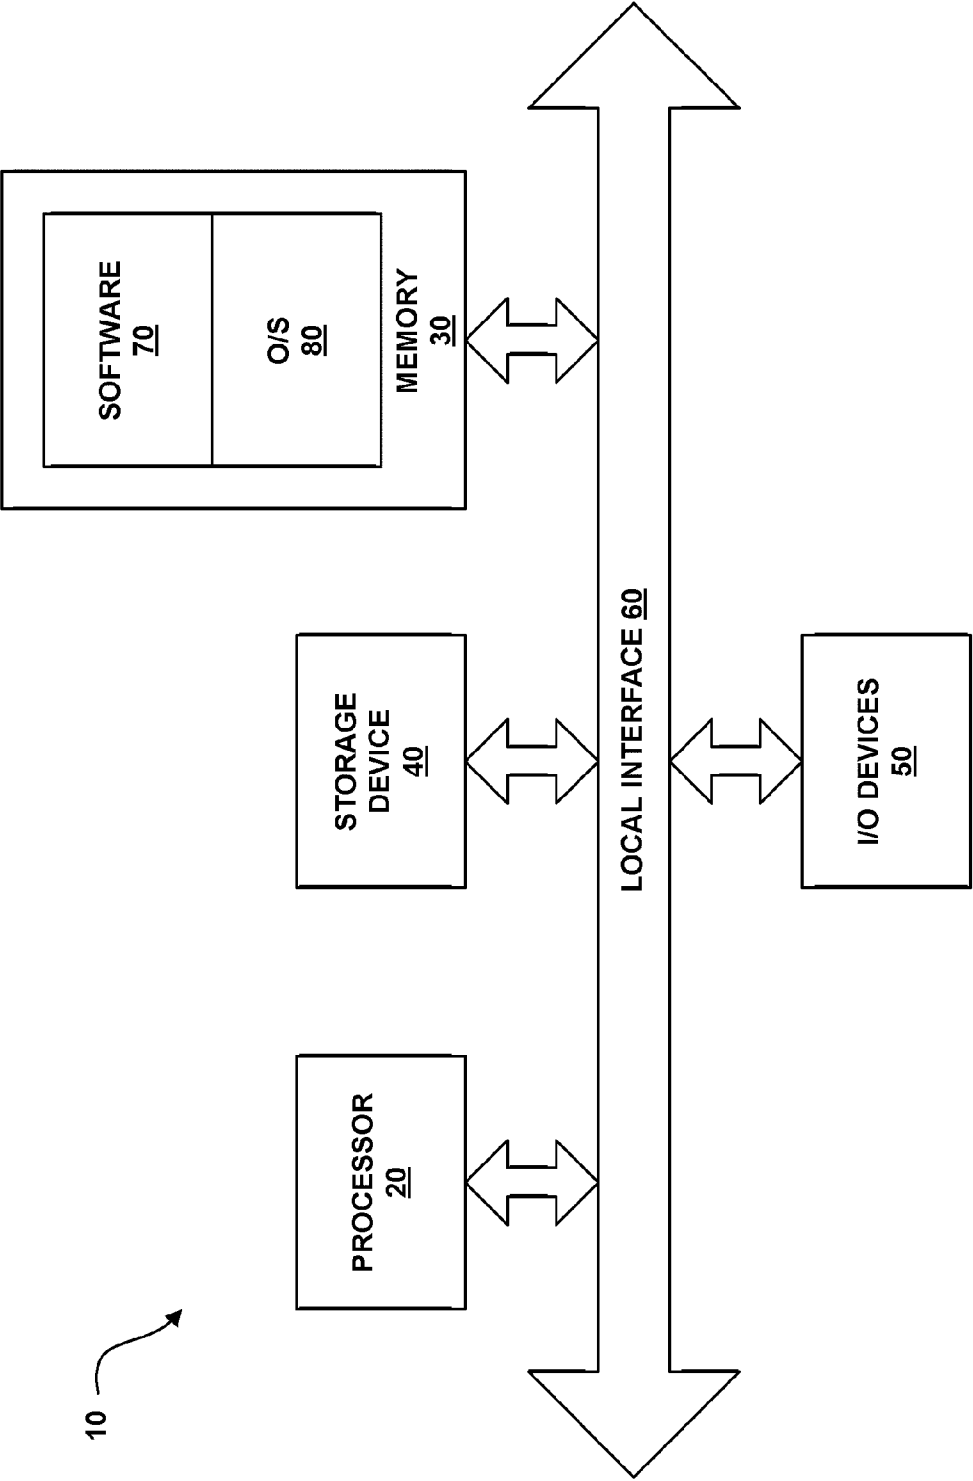 10
PROCESSOR
20
STORAGE
DEVICE
40
SOFTWARE
70
O/S
80
MEMORY
30
LOCAL INTERFACE 60
I/O DEVICES
50